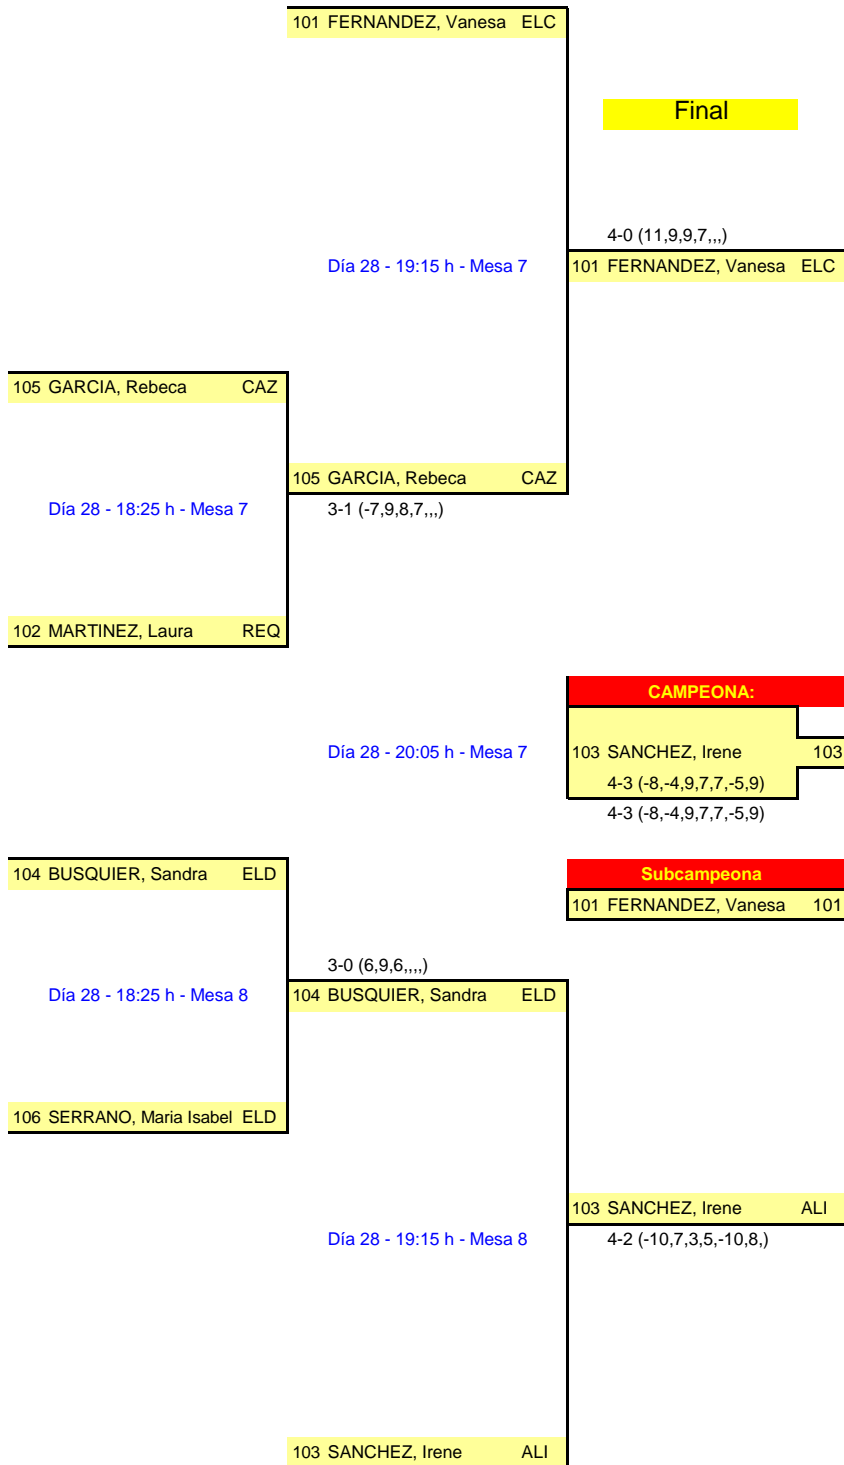 101 FERNANDEZ, Vanesa ELC
Final
4-0 (11,9,9,7,,,)
Día 28 - 19:15 h - Mesa 7
101 FERNANDEZ, Vanesa ELC
105 GARCIA, Rebeca CAZ
105 GARCIA, Rebeca CAZ
Día 28 - 18:25 h - Mesa 7
3-1 (-7,9,8,7,,,)
102 MARTINEZ, Laura REQ
CAMPEONA:
Día 28 - 20:05 h - Mesa 7
103 SANCHEZ, Irene 103
4-3 (-8,-4,9,7,7,-5,9)
4-3 (-8,-4,9,7,7,-5,9)
104 BUSQUIER, Sandra ELD
Subcampeona
101 FERNANDEZ, Vanesa 101
3-0 (6,9,6,,,,)
Día 28 - 18:25 h - Mesa 8
104 BUSQUIER, Sandra ELD
106 SERRANO, Maria Isabel ELD
103 SANCHEZ, Irene ALI
Día 28 - 19:15 h - Mesa 8
4-2 (-10,7,3,5,-10,8,)
103 SANCHEZ, Irene ALI